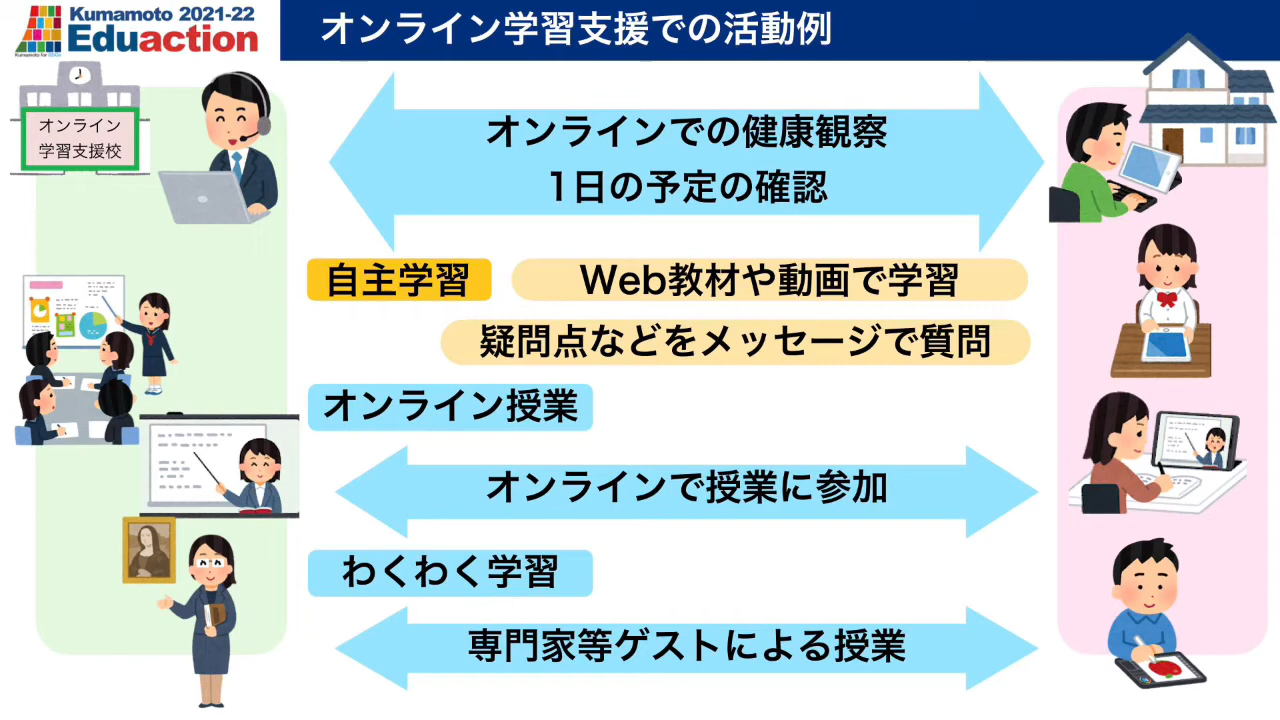 Kumamoto 2021-22
Eduaction
Kumamoto for SDGs
オンライン学習支援での活動例
オンライン
学習支援校
オンラインでの健康観察
1日の予定の確認
自主学習
Web教材や動画で学習
疑問点などをメッセージで質問
オンライン授業
オンラインで授業に参加
わくわく学習
専門家等ゲストによる授業